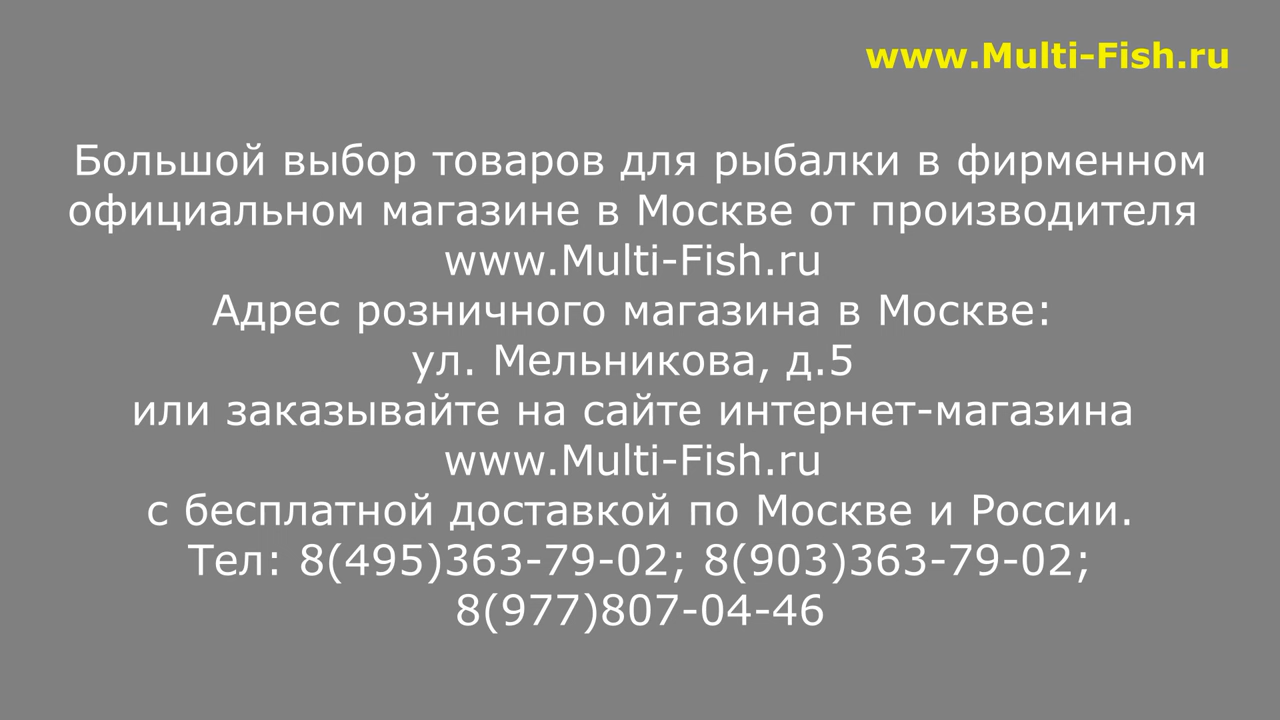 www.Multi-Fish.ru
Большой выбор товаров для рыбалки в фирменном
официальном магазине в Москве от производителя
www.Multi-Fish.ru
Адрес розничного магазина в Москве:
ул. Мельникова, д.5
или заказывайте на сайте интернет-магазина
www.Multi-Fish.ru
с бесплатной доставкой по Москве и России.
Тел: 8(495)363-79-02; 8(903)363-79-02;
8(977)807-04-46